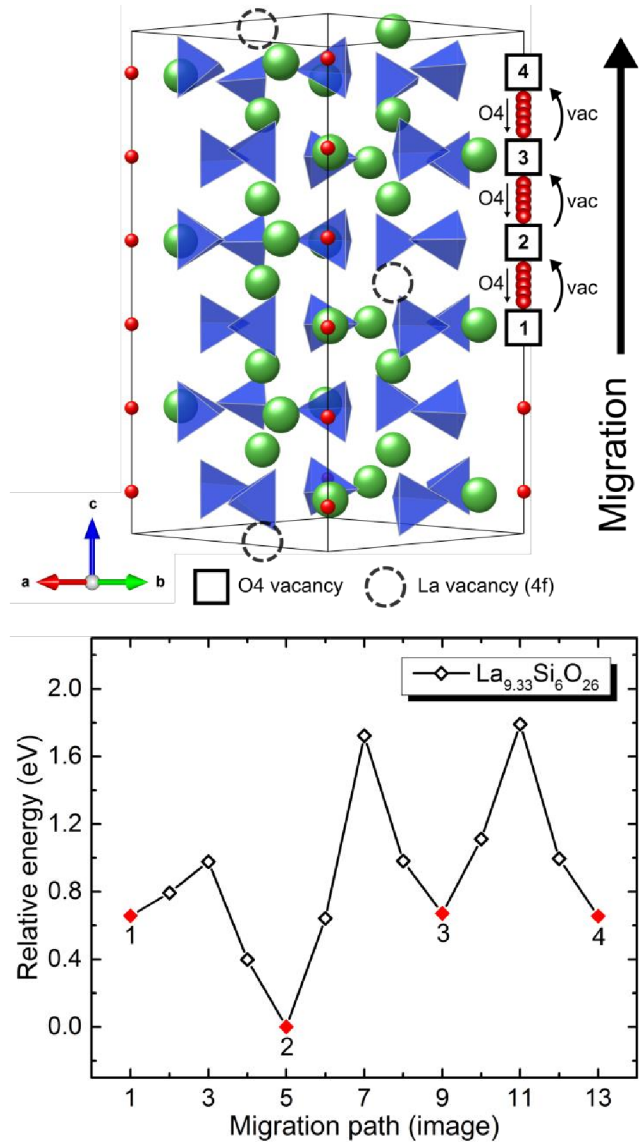 4
O4
vac
3
O4
vac
2
O4
vac
1
Migration
c
a
b
O4 vacancy
La vacancy (4f)
La9.33Si6O26
Relative energy (eV)
2.0
1.6
1.2
0.8
0.4
0.0
1
2
3
4
1 3 5 7 9 11 13
Migration path (image)